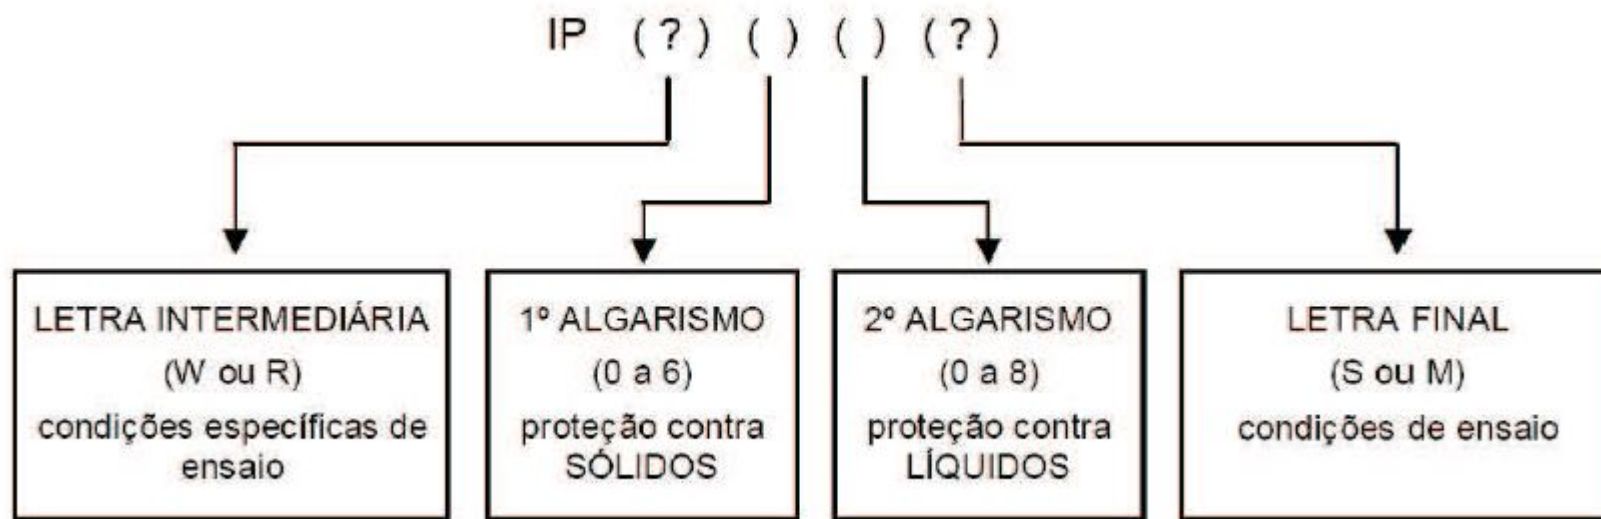 IP (?) ( ) ( ) (?)
LETRA INTERMEDIÁRIA
(W ou R)
condições específicas de
ensaio
1º ALGARISMO
(0 a 6)
proteção contra
SÓLIDOS
2º ALGARISMO
(0 a 8)
proteção contra
LÍQUIDOS
LETRA FINAL
(S ou M)
condições de ensaio